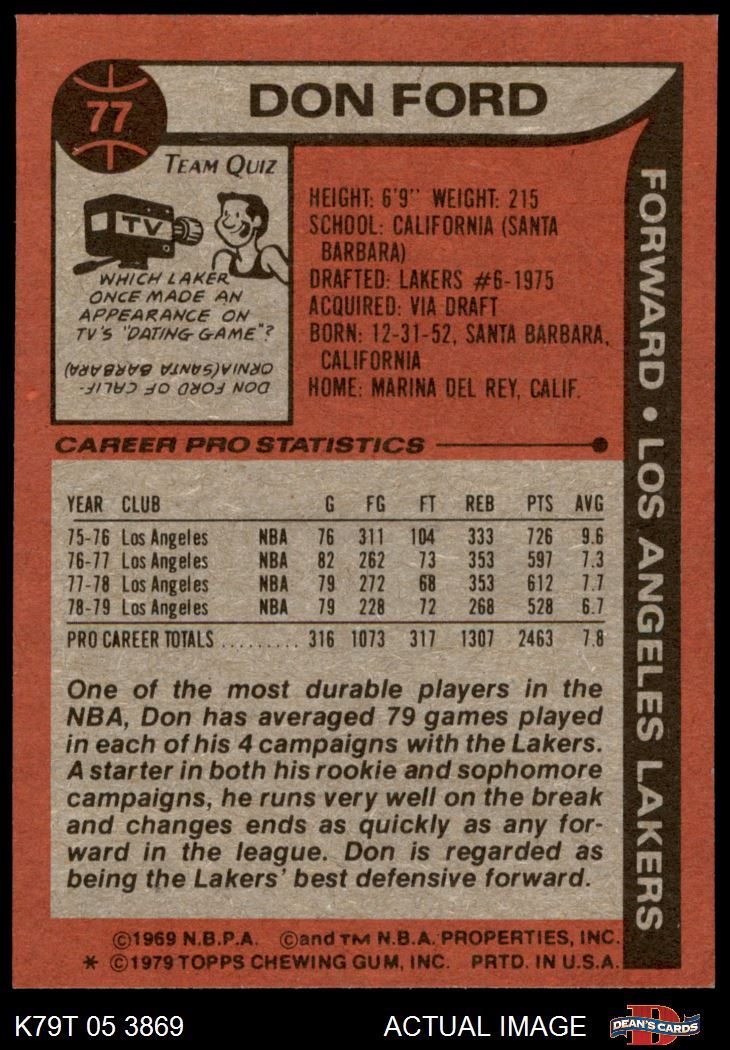 77
DON FORD
TEAM QUIZ
TV
WHICH LAKER
ONCE MADE AN
APPEARANCE ON
TV'S "DATING GAME"?
DON FORD OF CALIF-
ORNIA(SANTA BARBARA)
HEIGHT: 6'9" WEIGHT: 215
SCHOOL: CALIFORNIA (SANTA
BARBARA)
DRAFTED: LAKERS #6-1975
ACQUIRED: VIA DRAFT
BORN: 12-31-52, SANTA BARBARA,
CALIFORNIA
HOME: MARINA DEL REY, CALIF.
FORWARD • LOS ANGELES LAKERS
CAREER PRO STATISTICS
YEAR CLUB G FG FT REB PTS AVG
75-76 Los Angeles NBA 76 311 104 333 726 9.6
76-77 Los Angeles NBA 82 262 73 353 597 7.3
77-78 Los Angeles NBA 79 272 68 353 612 7.7
78-79 Los Angeles NBA 79 228 72 268 528 6.7
PRO CAREER TOTALS ......... 316 1073 317 1307 2463 7.8
One of the most durable players in the
NBA, Don has averaged 79 games played
in each of his 4 campaigns with the Lakers.
A starter in both his rookie and sophomore
campaigns, he runs very well on the break
and changes ends as quickly as any for-
ward in the league. Don is regarded as
being the Lakers' best defensive forward.
©1969 N.B.P.A. ©and TM N.B.A. PROPERTIES, INC.
* ©1979 TOPPS CHEWING GUM, INC. PRTD. IN U.S.A.
K79T 05 3869 ACTUAL IMAGE
D
DEAN'S CARDS